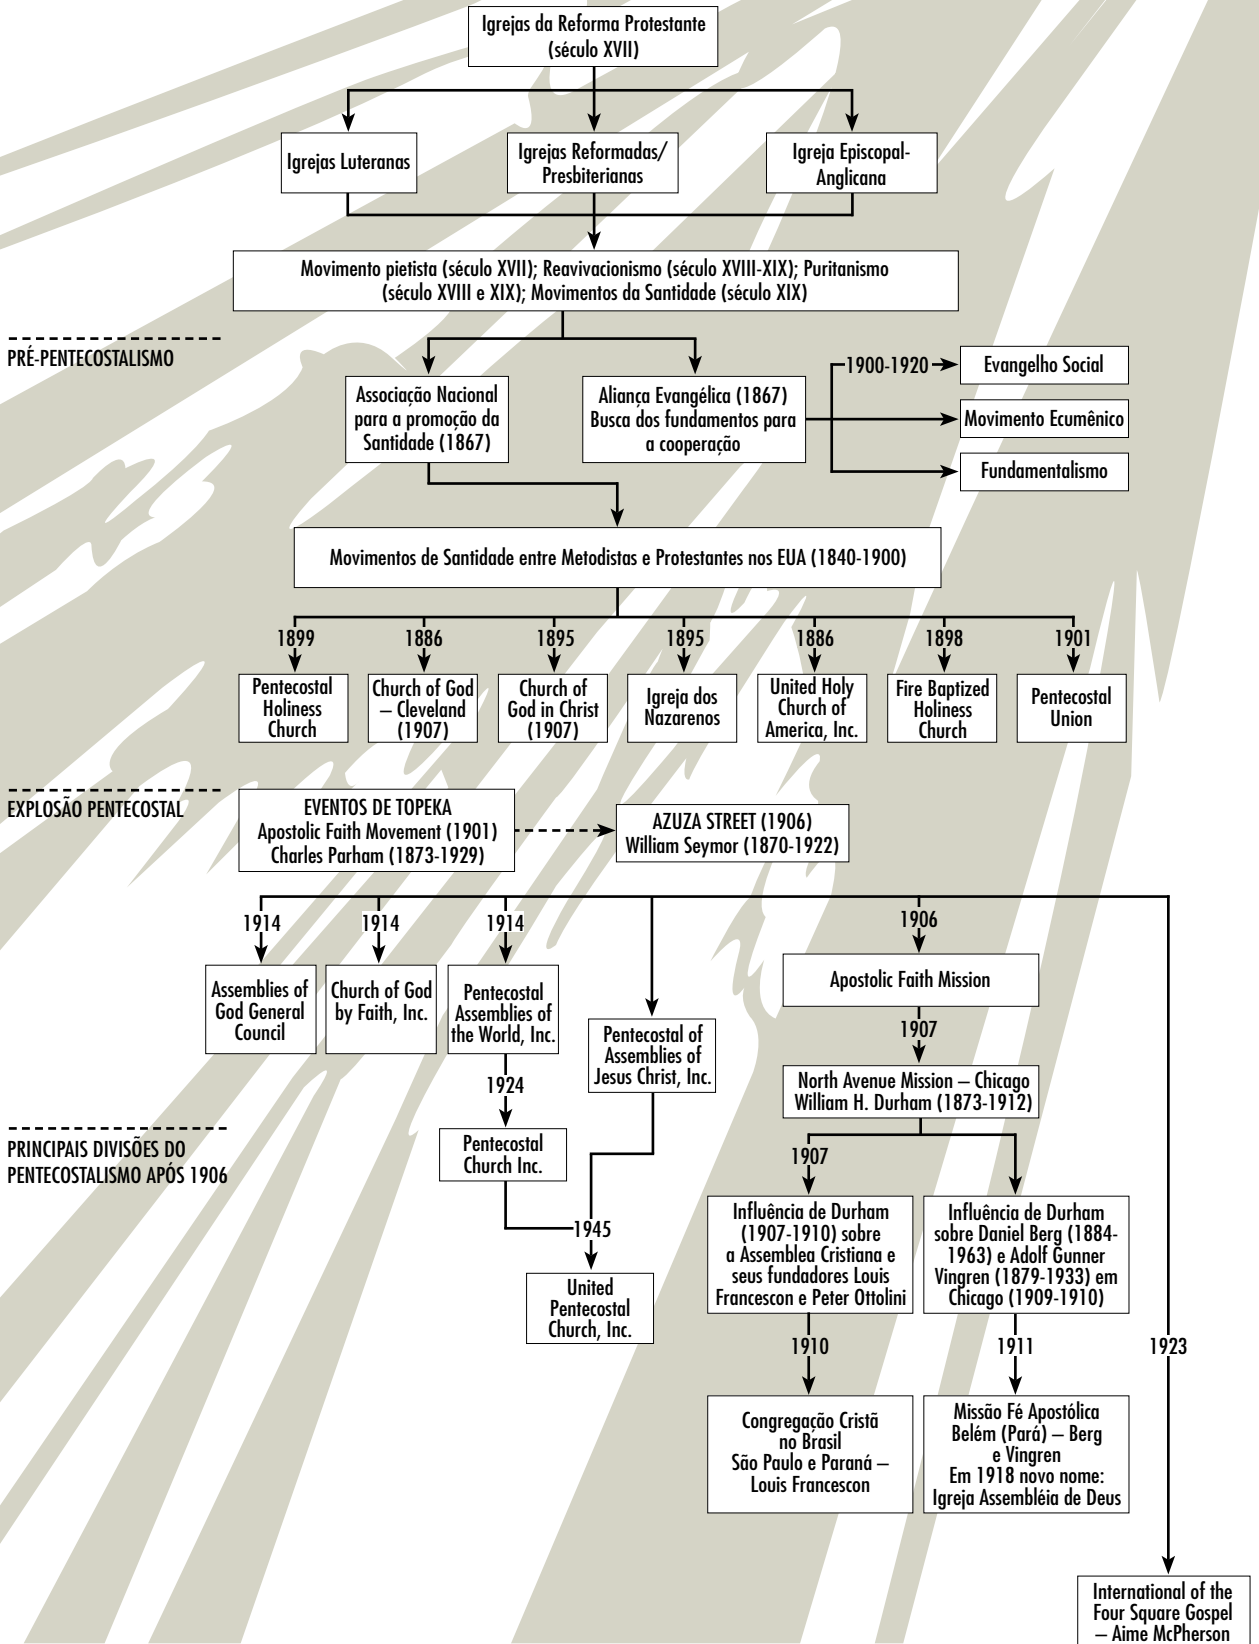 Igrejas da Reforma Protestante
(século XVII)
Igrejas Luteranas
Igrejas Reformadas/
Presbiterianas
Igreja Episcopal-
Anglicana
Movimento pietista (século XVII); Reavivacionismo (século XVIII-XIX); Puritanismo
(século XVIII e XIX); Movimentos da Santidade (século XIX)
PRÉ-PENTECOSTALISMO
Associação Nacional
para a promoção da
Santidade (1867)
Aliança Evangélica (1867)
Busca dos fundamentos para
a cooperação
1900-1920
Evangelho Social
Movimento Ecumênico
Fundamentalismo
Movimentos de Santidade entre Metodistas e Protestantes nos EUA (1840-1900)
1899
1886
1895
1895
1886
1898
1901
Pentecostal
Holiness
Church
Church of God
– Cleveland
(1907)
Church of
God in Christ
(1907)
Igreja dos
Nazarenos
United Holy
Church of
America, Inc.
Fire Baptized
Holiness
Church
Pentecostal
Union
EXPLOSÃO PENTECOSTAL
EVENTOS DE TOPEKA
Apostolic Faith Movement (1901)
Charles Parham (1873-1929)
AZUZA STREET (1906)
William Seymor (1870-1922)
1914
1914
1914
1906
Assemblies of
God General
Council
Church of God
by Faith, Inc.
Pentecostal
Assemblies of
the World, Inc.
Pentecostal of
Assemblies of
Jesus Christ, Inc.
Apostolic Faith Mission
1907
North Avenue Mission – Chicago
William H. Durham (1873-1912)
1924
PRINCIPAIS DIVISÕES DO
PENTECOSTALISMO APÓS 1906
Pentecostal
Church Inc.
1945
United
Pentecostal
Church, Inc.
1907
Influência de Durham
(1907-1910) sobre
a Assemblea Cristiana e
seus fundadores Louis
Francescon e Peter Ottolini
Influência de Durham
sobre Daniel Berg (1884-
1963) e Adolf Gunner
Vingren (1879-1933) em
Chicago (1909-1910)
1910
1911
1923
Congregação Cristã
no Brasil
São Paulo e Paraná –
Louis Francescon
Missão Fé Apostólica
Belém (Pará) – Berg
e Vingren
Em 1918 novo nome:
Igreja Assembléia de Deus
International of the
Four Square Gospel
– Aime McPherson